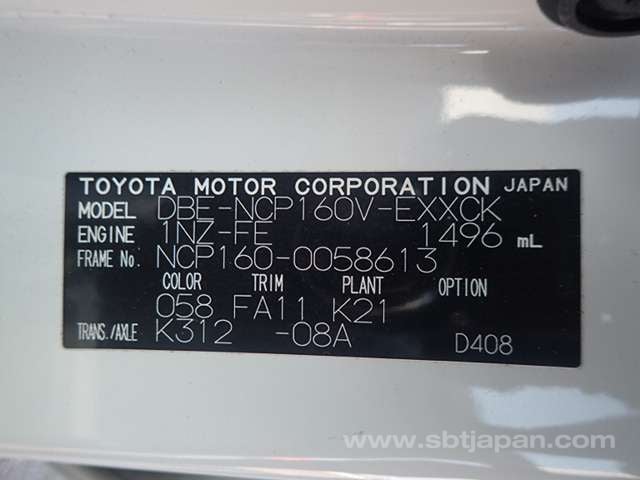 TOYOTA MOTOR CORPORATION JAPAN
MODEL DBE-NCP160V-EXXCK
ENGINE 1NZ-FE 1496 mL
FRAME No. NCP160-0058613
COLOR TRIM PLANT OPTION
058 FA11 K21
TRANS./AXLE K312 -08A D408
www.sbtjapan.com